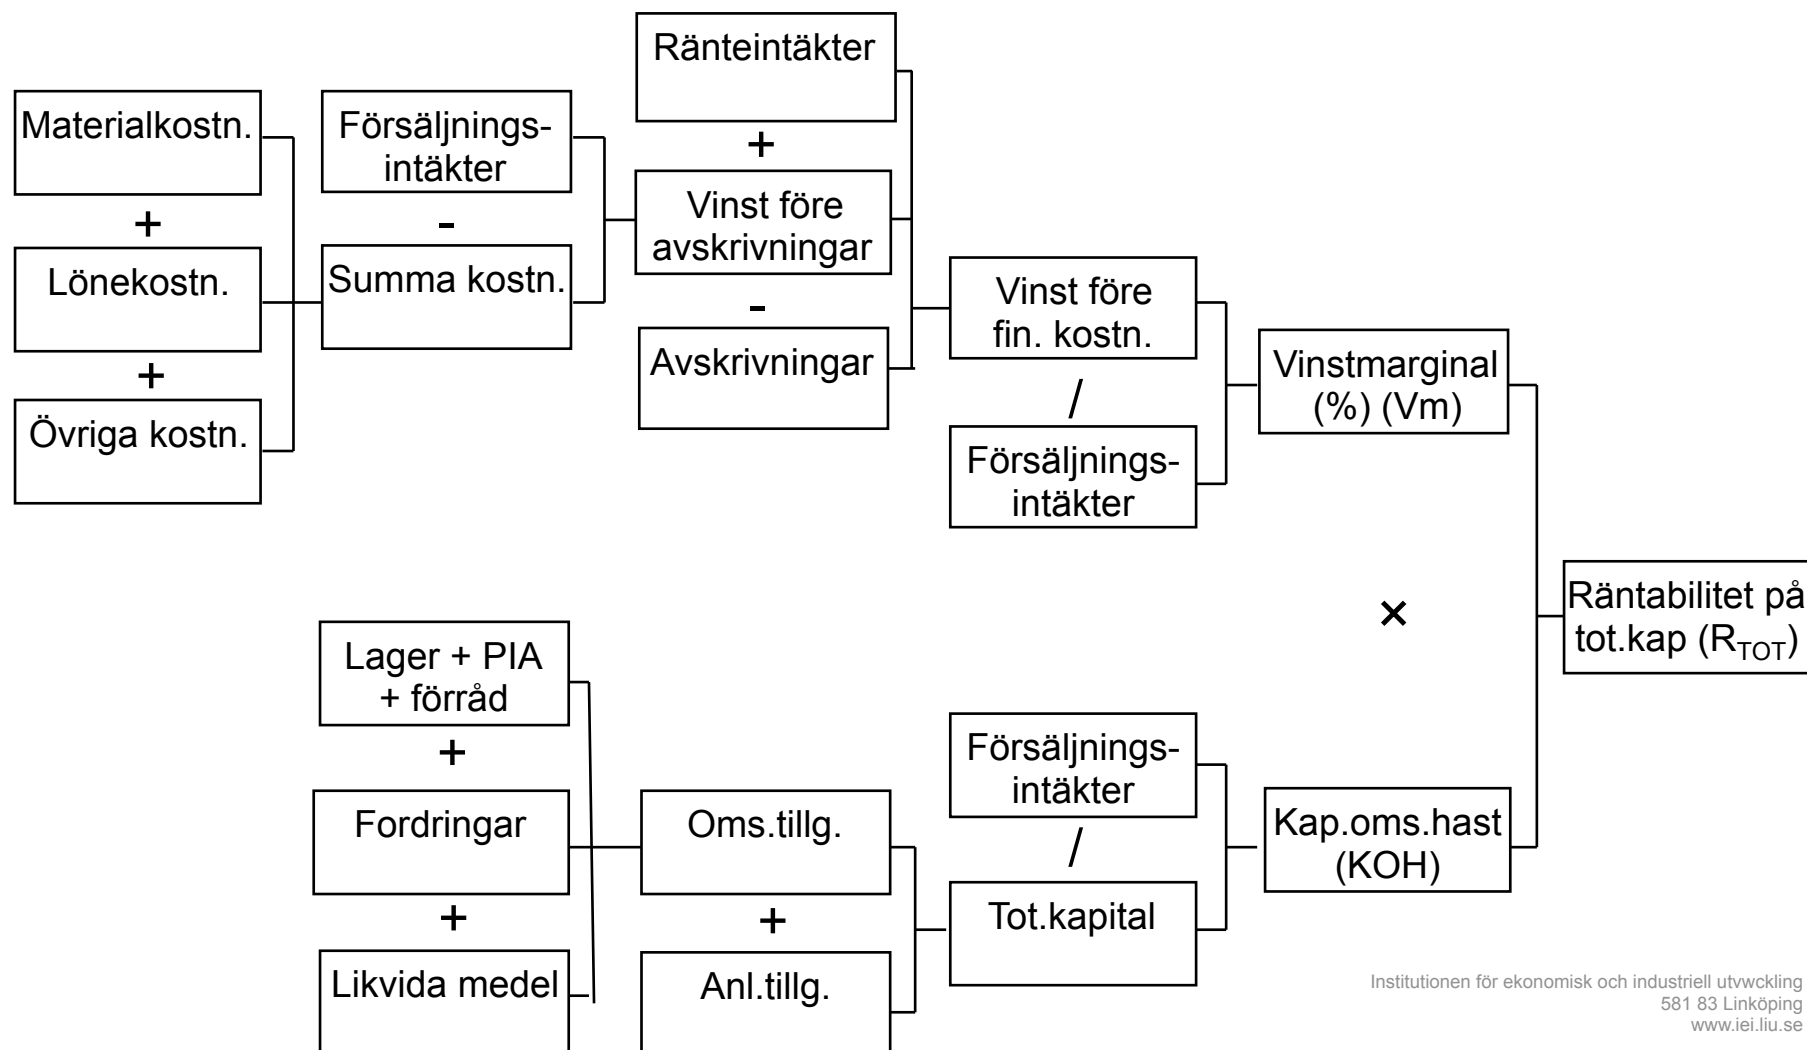 Ränteintäkter
+
Materialkostn.
+
Lönekostn.
+
Övriga kostn.
Försäljnings-
intäkter
-
Summa kostn.
Vinst före
avskrivningar
-
Avskrivningar
Vinst före
fin. kostn.
/
Försäljnings-
intäkter
Vinstmarginal
(%) (Vm)
×
Räntabilitet på
tot.kap (RTOT)
Lager + PIA
+ förråd
+
Fordringar
+
Likvida medel
Oms.tillg.
+
Anl.tillg.
Försäljnings-
intäkter
/
Tot.kapital
Kap.oms.hast
(KOH)
Institutionen för ekonomisk och industriell utvwckling
581 83 Linköping
www.iei.liu.se